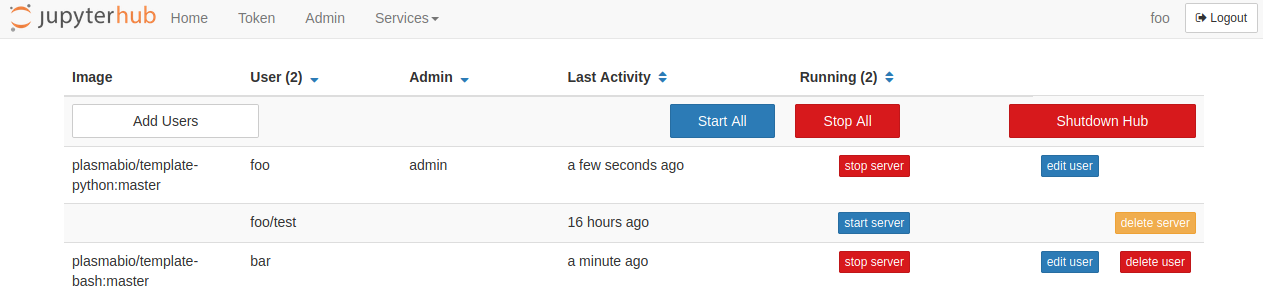 jupyterhub Home Token Admin Services foo Logout
Image User (2) Admin Last Activity Running (2)
Add Users Start All Stop All Shutdown Hub
plasmabio/template- foo admin a few seconds ago stop server edit user
python:master
foo/test 16 hours ago start server delete server
plasmabio/template- bar a minute ago stop server edit user delete user
bash:master